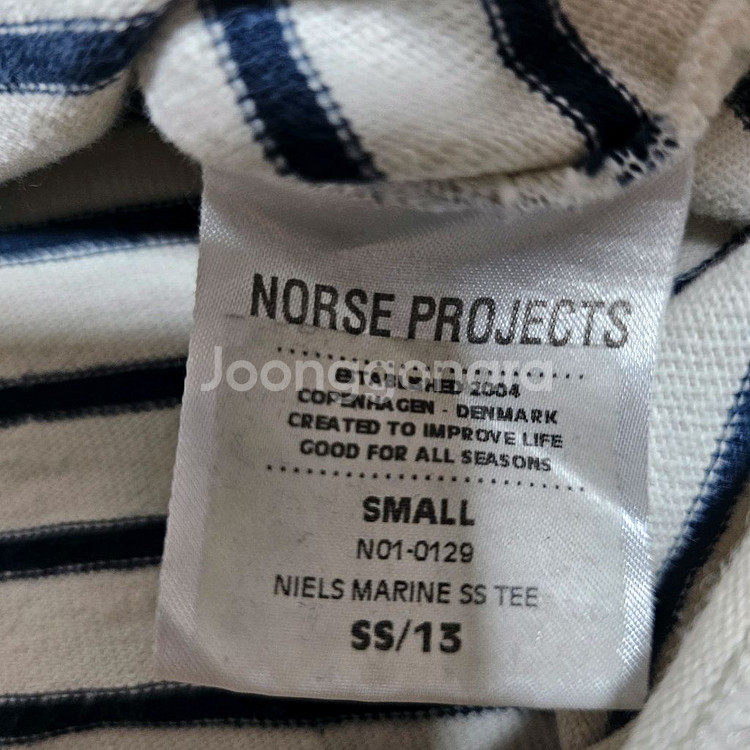 NORSE PROJECTS
Joonggonara
ESTABLISHED 2004
COPENHAGEN - DENMARK
CREATED TO IMPROVE LIFE
GOOD FOR ALL SEASONS
SMALL
N01-0129
NIELS MARINE SS TEE
SS/13